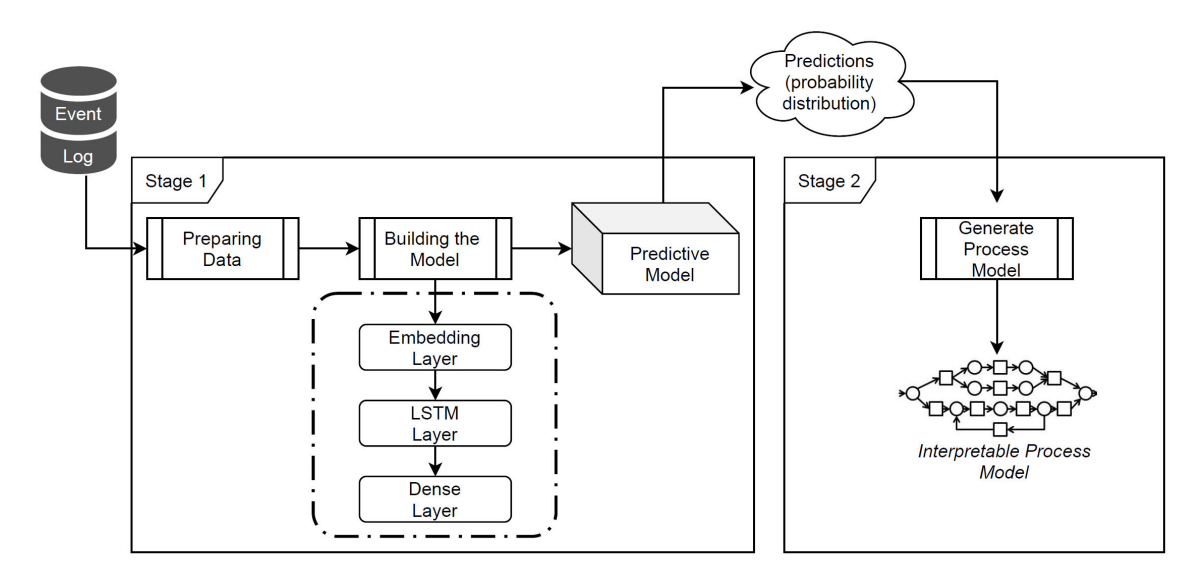 Event
Log
Stage 1
Preparing
Data
Building the
Model
Predictive
Model
Embedding
Layer
LSTM
Layer
Dense
Layer
Predictions
(probability
distribution)
Stage 2
Generate
Process
Model
Interpretable Process
Model